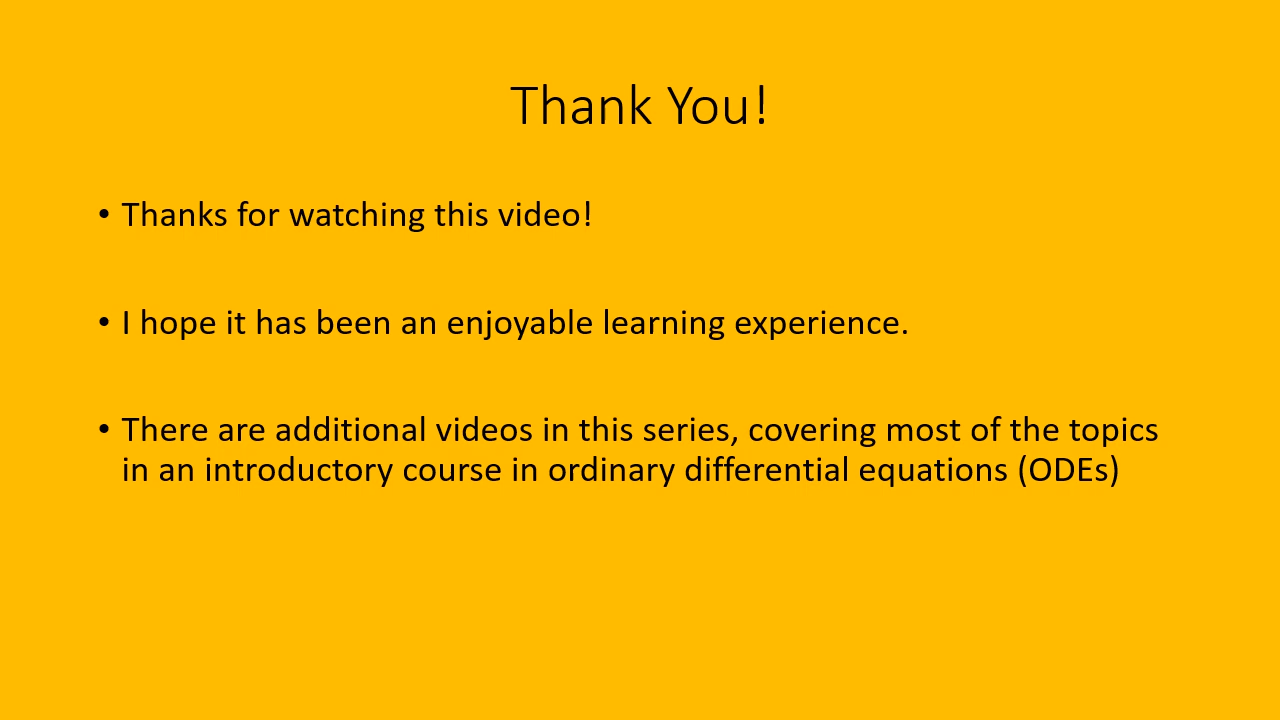 Thank You!
• Thanks for watching this video!
• I hope it has been an enjoyable learning experience.
• There are additional videos in this series, covering most of the topics
in an introductory course in ordinary differential equations (ODEs)